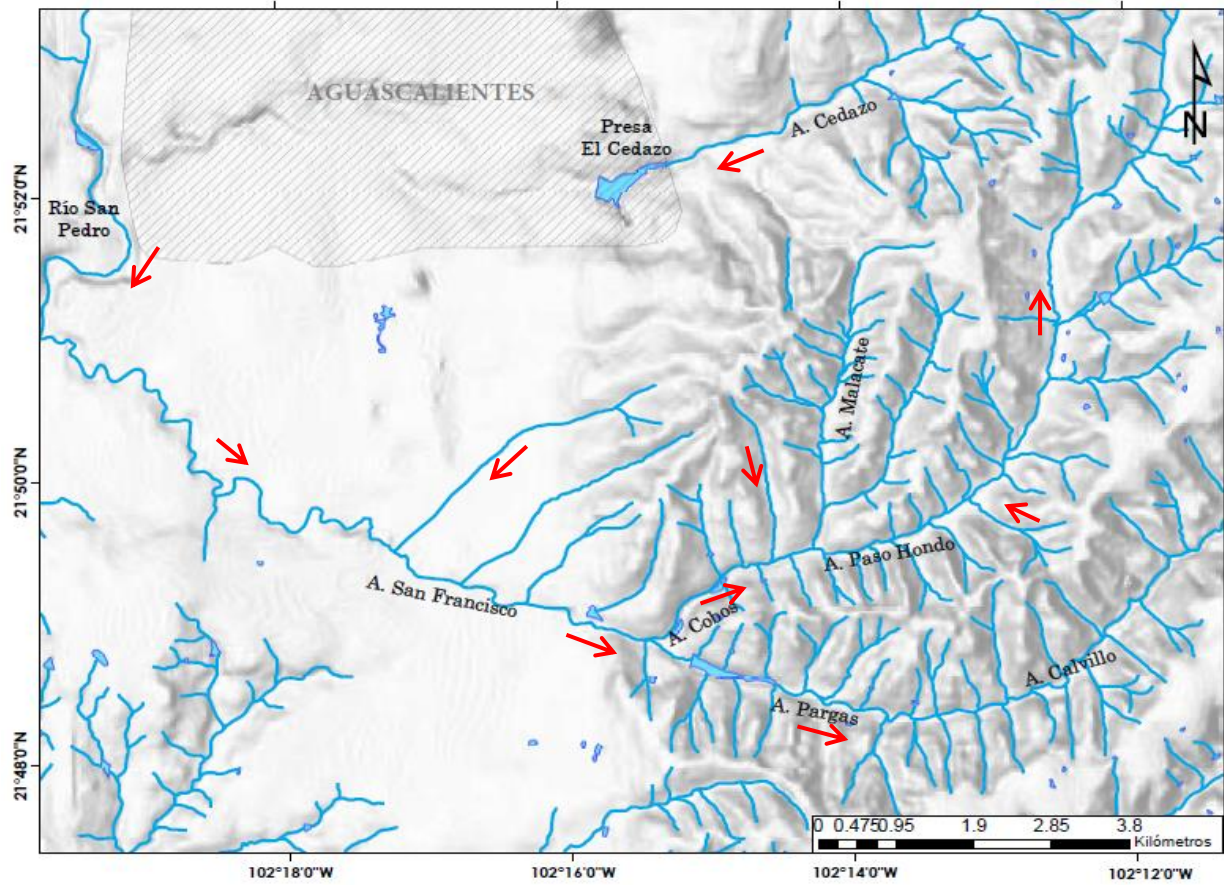 AGUASCALIENTES
Presa
El Cedazo
A. Cedazo
N
Río San
Pedro
A. Malacate
A. Paso Hondo
A. San Francisco
A. Cobos
A. Calvillo
A. Pargas
21°52'0"N
21°50'0"N
21°48'0"N
0 0.475 0.95 1.9 2.85 3.8
Kilómetros
102°18'0"W 102°16'0"W 102°14'0"W 102°12'0"W